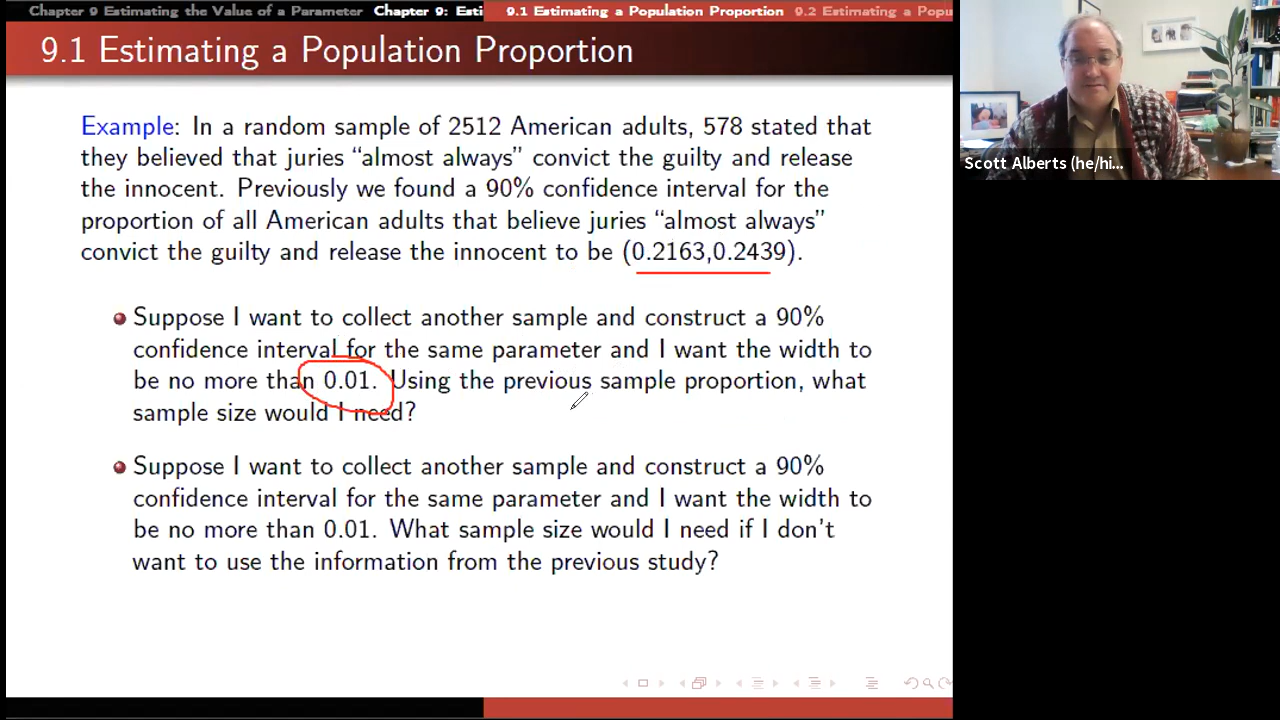 Chapter 9 Estimating the Value of a Parameter Chapter 9: Esti 9.1 Estimating a Population Proportion 9.2 Estimating a Popu
9.1 Estimating a Population Proportion
Example: In a random sample of 2512 American adults, 578 stated that
they believed that juries “almost always” convict the guilty and release
the innocent. Previously we found a 90% confidence interval for the
proportion of all American adults that believe juries “almost always”
convict the guilty and release the innocent to be (0.2163,0.2439).
Suppose I want to collect another sample and construct a 90%
confidence interval for the same parameter and I want the width to
be no more than 0.01. Using the previous sample proportion, what
sample size would I need?
Suppose I want to collect another sample and construct a 90%
confidence interval for the same parameter and I want the width to
be no more than 0.01. What sample size would I need if I don't
want to use the information from the previous study?
Scott Alberts (he/hi...